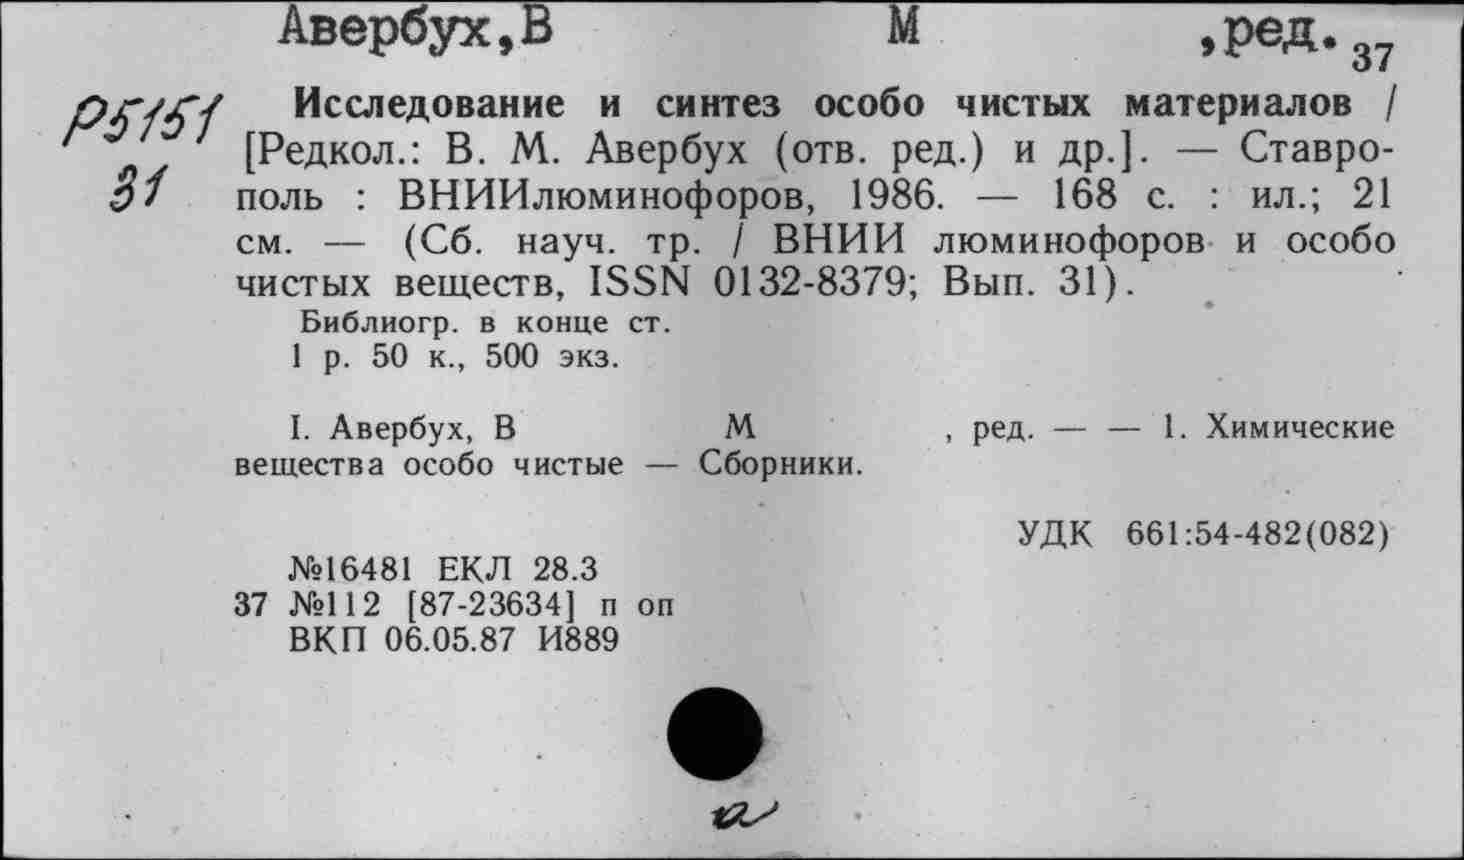 Авербух,В М ,ред. 37
Р5151 Исследование и синтез особо чистых материалов /
[Редкол.: В. М. Авербух (отв. ред.) и др.]. — Ставро-
31 поль : ВНИИлюминофоров, 1986. — 168 с. : ил.; 21
см. — (Сб. науч. тр. / ВНИИ люминофоров и особо
чистых веществ, ISSN 0132-8379; Вып. 31).
Библиогр. в конце ст.
1 р. 50 к., 500 экз.
I. Авербух, В М , ред. — — 1. Химические
вещества особо чистые — Сборники.
УДК 661:54-482(082)
№16481 ЕКЛ 28.3
37 №112 [87-23634] п оп
ВКП 06.05.87 И889